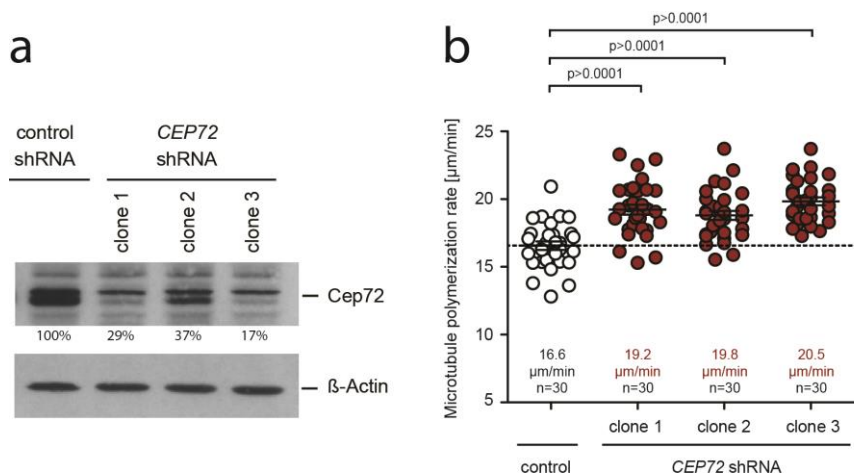 a
control
shRNA
CEP72
shRNA
clone 1
clone 2
clone 3
Cep72
100%
29%
37%
17%
ß-Actin
b
p>0.0001
p>0.0001
p>0.0001
Microtubule polymerization rate [µm/min]
25
20
15
10
5
16.6
µm/min
n=30
19.2
µm/min
n=30
19.8
µm/min
n=30
20.5
µm/min
n=30
clone 1
clone 2
clone 3
control
CEP72 shRNA